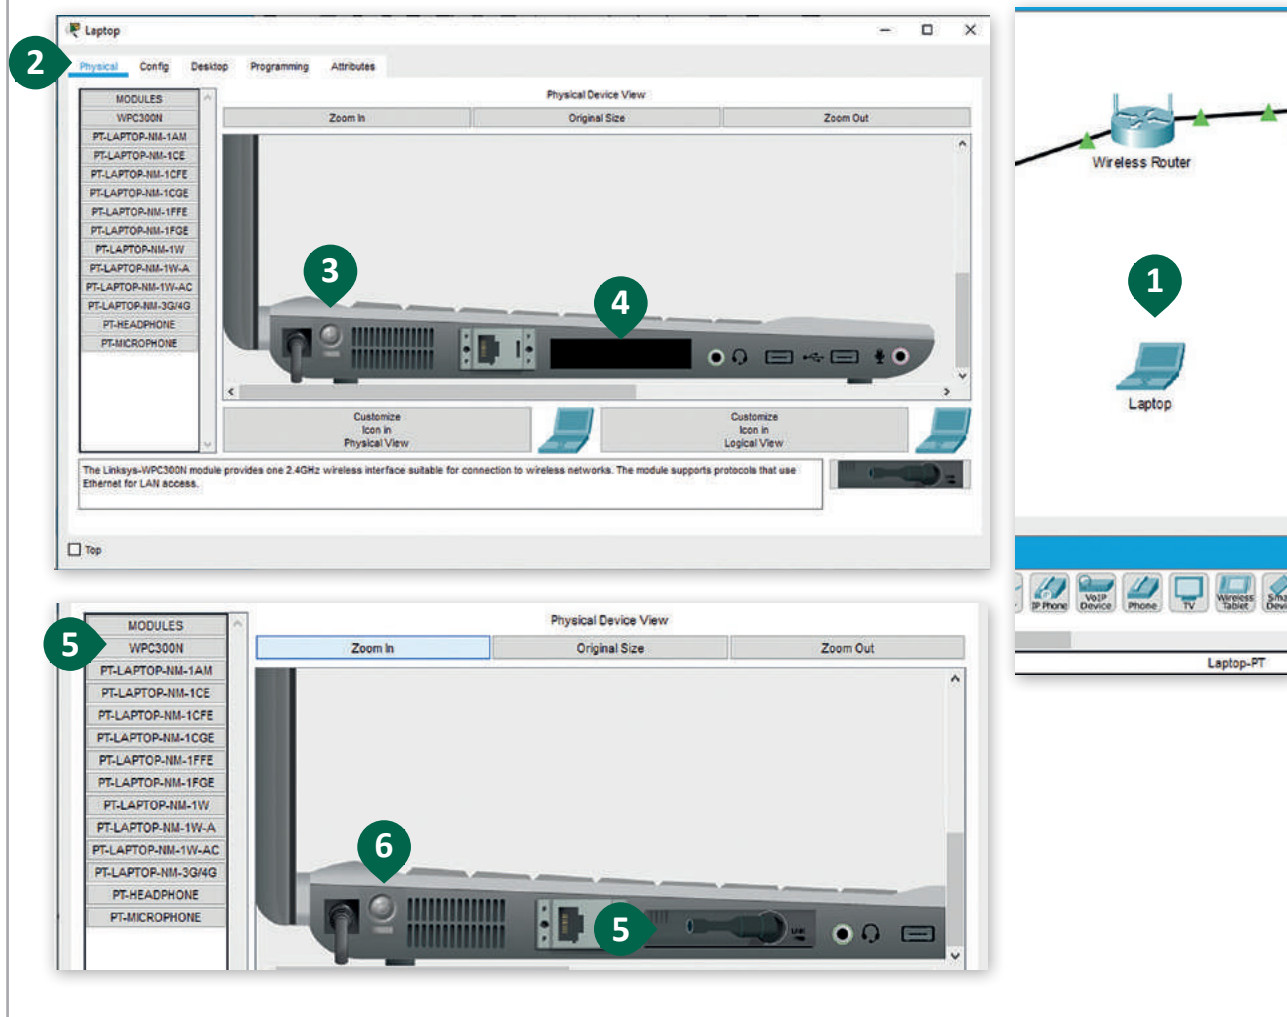 Laptop
2
Physical Config Desktop Programming Attributes
MODULES
WPC300N
PT-LAPTOP-NM-1AM
PT-LAPTOP-NM-1CE
PT-LAPTOP-NM-1CFE
PT-LAPTOP-NM-1CGE
PT-LAPTOP-NM-1FFE
PT-LAPTOP-NM-1FGE
PT-LAPTOP-NM-1W
PT-LAPTOP-NM-1W-A
PT-LAPTOP-NM-1W-AC
PT-LAPTOP-NM-3G/4G
PT-HEADPHONE
PT-MICROPHONE
Physical Device View
Zoom In Original Size Zoom Out
3
4
Customize
Icon in
Physical View
Customize
Icon in
Logical View
The Linksys-WPC300N module provides one 2.4GHz wireless interface suitable for connection to wireless networks. The module supports protocols that use
Ethernet for LAN access.
Top
Wireless Router
1
Laptop
IP Phone
VoIP
Device
Phone
TV
Wireless
Tablet
Laptop-PT
5
MODULES
WPC300N
PT-LAPTOP-NM-1AM
PT-LAPTOP-NM-1CE
PT-LAPTOP-NM-1CFE
PT-LAPTOP-NM-1CGE
PT-LAPTOP-NM-1FFE
PT-LAPTOP-NM-1FGE
PT-LAPTOP-NM-1W
PT-LAPTOP-NM-1W-A
PT-LAPTOP-NM-1W-AC
PT-LAPTOP-NM-3G/4G
PT-HEADPHONE
PT-MICROPHONE
Physical Device View
Zoom In Original Size Zoom Out
6
5